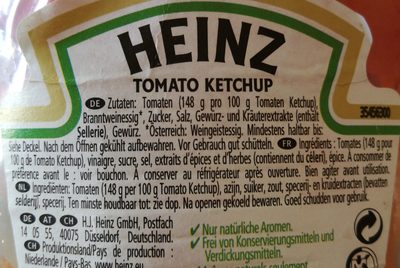 HEINZ
TOMATO KETCHUP
DE Zutaten: Tomaten (148 g pro 100 g Tomaten Ketchup),
Branntweinessig*, Zucker, Salz, Gewürz- und Kräuterextrakte (enthält
Sellerie), Gewürz. *Österreich: Weingeistessig. Mindestens haltbar bis:
Siehe Deckel. Nach dem Öffnen gekühlt aufbewahren. Vor Gebrauch gut schütteln. FR Ingrédients : Tomates (148 g pour
100 g de Tomato Ketchup), vinaigre, sucre, sel, extraits d'épices et d'herbes (contiennent du céleri), épice. À consommer de
préférence avant le : voir bouchon. À conserver au réfrigérateur après ouverture. Bien agiter avant utilisation.
NL Ingrediënten: Tomaten (148 g per 100 g Tomato Ketchup), azijn, suiker, zout, specerij- en kruidextracten (bevatten
selderij), specerij. Ten minste houdbaar tot: zie dop. Na openen gekoeld bewaren. Goed schudden voor gebruik.
35456300
DE AT CH H.J. Heinz GmbH, Postfach
14 05 55, 40075 Düsseldorf, Deutschland.
CH Produktionsland/Pays de production :
Niederlande / Pays-Bas www.heinz.eu
✓ Nur natürliche Aromen.
✓ Frei von Konservierungsmitteln und
Verdickungsmitteln.
naturels seulement